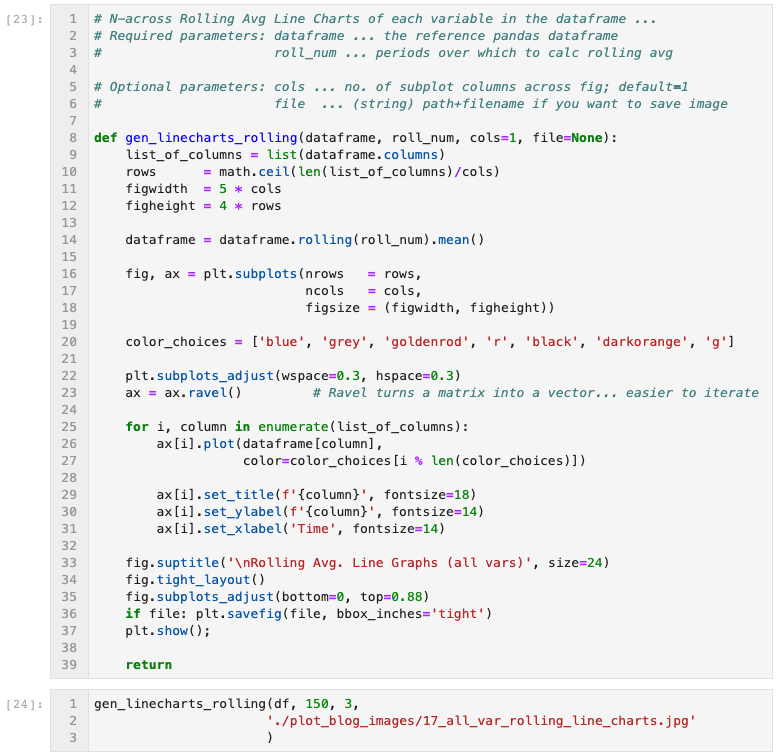 [23]:
1 # N-across Rolling Avg Line Charts of each variable in the dataframe ...
2 # Required parameters: dataframe ... the reference pandas dataframe
3 #                      roll_num ... periods over which to calc rolling avg
4
5 # Optional parameters: cols ... no. of subplot columns across fig; default=1
6 #                      file  ... (string) path+filename if you want to save image
7
8 def gen_linecharts_rolling(dataframe, roll_num, cols=1, file=None):
9     list_of_columns = list(dataframe.columns)
10     rows      = math.ceil(len(list_of_columns)/cols)
11     figwidth  = 5 * cols
12     figheight = 4 * rows
13
14     dataframe = dataframe.rolling(roll_num).mean()
15
16     fig, ax = plt.subplots(nrows   = rows,
17                            ncols   = cols,
18                            figsize = (figwidth, figheight))
19
20     color_choices = ['blue', 'grey', 'goldenrod', 'r', 'black', 'darkorange', 'g']
21
22     plt.subplots_adjust(wspace=0.3, hspace=0.3)
23     ax = ax.ravel()         # Ravel turns a matrix into a vector... easier to iterate
24
25     for i, column in enumerate(list_of_columns):
26         ax[i].plot(dataframe[column],
27                    color=color_choices[i % len(color_choices)])
28
29         ax[i].set_title(f'{column}', fontsize=18)
30         ax[i].set_ylabel(f'{column}', fontsize=14)
31         ax[i].set_xlabel('Time', fontsize=14)
32
33     fig.suptitle('\nRolling Avg. Line Graphs (all vars)', size=24)
34     fig.tight_layout()
35     fig.subplots_adjust(bottom=0, top=0.88)
36     if file: plt.savefig(file, bbox_inches='tight')
37     plt.show();
38
39     return
[24]:
1 gen_linecharts_rolling(df, 150, 3,
2                       './plot_blog_images/17_all_var_rolling_line_charts.jpg'
3                       )